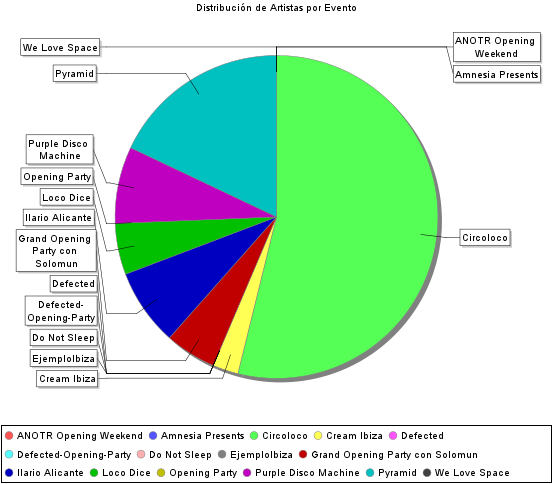 Distribución de Artistas por Evento
We Love Space
ANOTR Opening
Weekend
Pyramid
Amnesia Presents
Purple Disco
Machine
Opening Party
Loco Dice
Ilario Alicante
Grand Opening
Party con
Solomun
Circoloco
Defected
Defected-
Opening-Party
Do Not Sleep
EjemploIbiza
Cream Ibiza
ANOTR Opening Weekend Amnesia Presents Circoloco Cream Ibiza Defected
Defected-Opening-Party Do Not Sleep EjemploIbiza Grand Opening Party con Solomun
Ilario Alicante Loco Dice Opening Party Purple Disco Machine Pyramid We Love Space